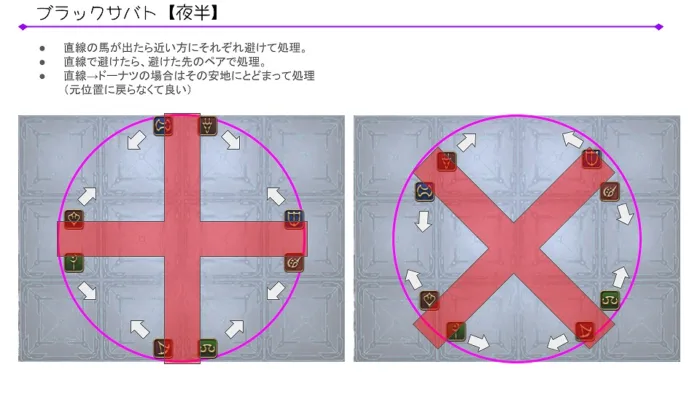 ブラックサバト【夜半】
● 直線の馬が出たら近い方にそれぞれ避けて処理。
● 直線で避けたら、避けた先のペアで処理。
● 直線→ドーナツの場合はその安地にとどまって処理
（元位置に戻らなくて良い）